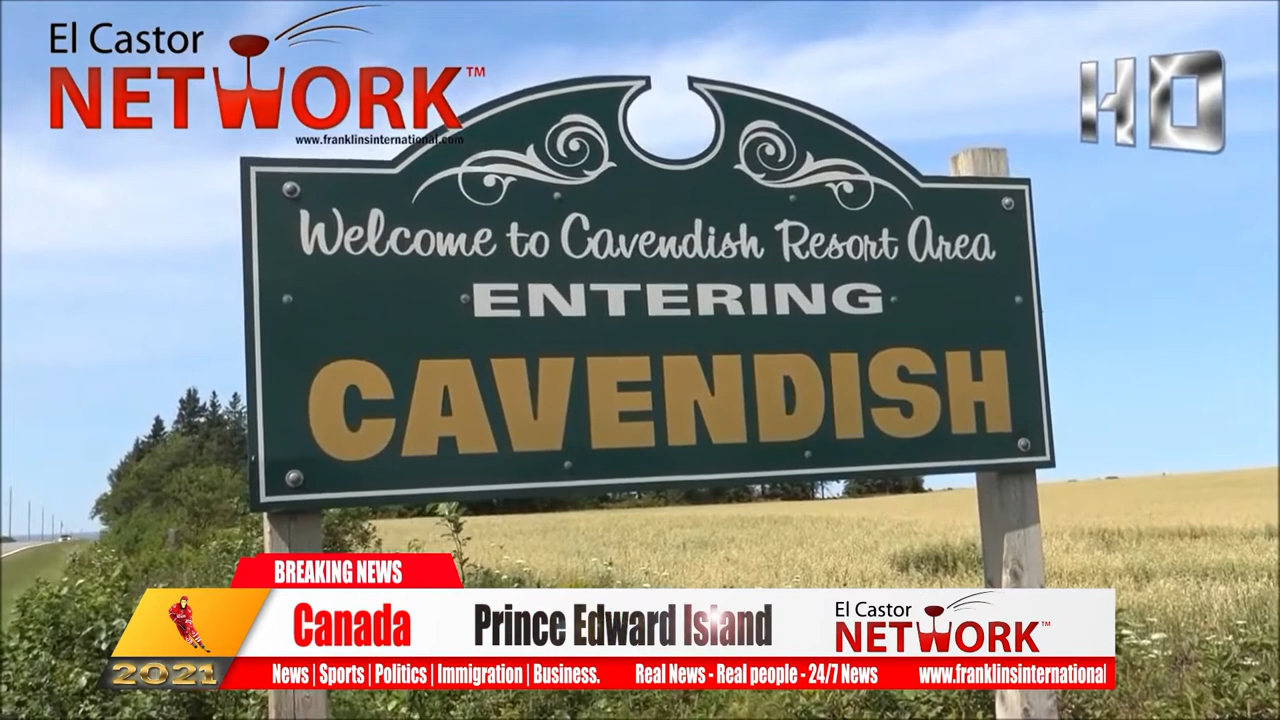 El Castor
NETWORK™
www.franklinsinternational.com
HD
Welcome to Cavendish Resort Area
ENTERING
CAVENDISH
BREAKING NEWS
Canada Prince Edward Island
El Castor
NETWORK™
2021
News | Sports | Politics | Immigration | Business. Real News - Real people - 24/7 News www.franklinsinternational